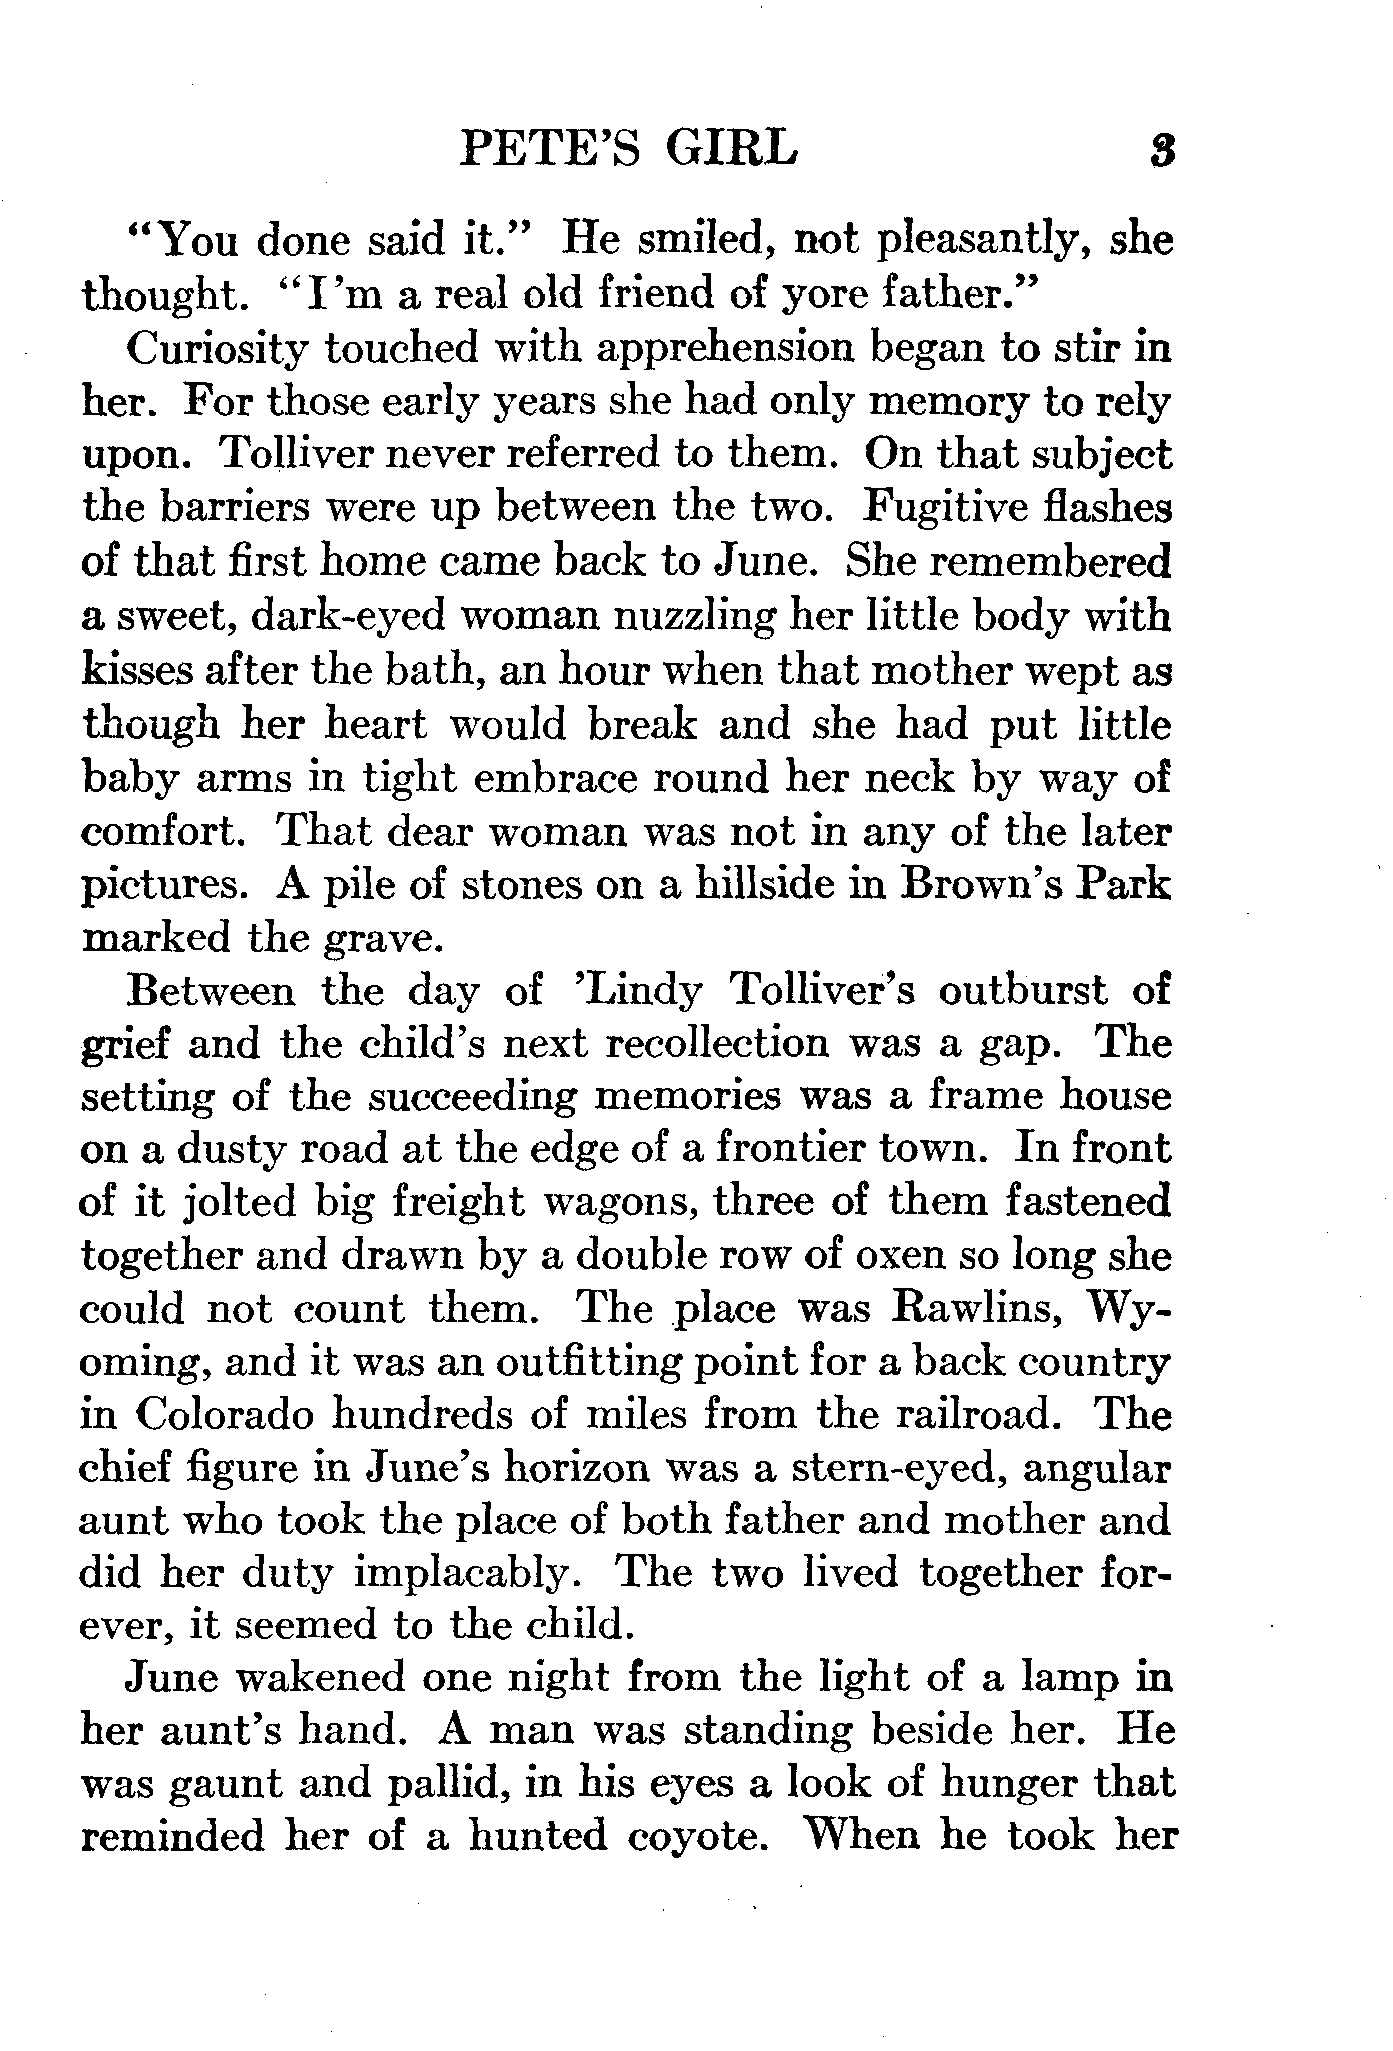 PETE'S GIRL 3
"You done said it." He smiled, not pleasantly, she
thought. "I'm a real old friend of yore father."
Curiosity touched with apprehension began to stir in
her. For those early years she had only memory to rely
upon. Tolliver never referred to them. On that subject
the barriers were up between the two. Fugitive flashes
of that first home came back to June. She remembered
a sweet, dark-eyed woman nuzzling her little body with
kisses after the bath, an hour when that mother wept as
though her heart would break and she had put little
baby arms in tight embrace round her neck by way of
comfort. That dear woman was not in any of the later
pictures. A pile of stones on a hillside in Brown's Park
marked the grave.
Between the day of 'Lindy Tolliver's outburst of
grief and the child's next recollection was a gap. The
setting of the succeeding memories was a frame house
on a dusty road at the edge of a frontier town. In front
of it jolted big freight wagons, three of them fastened
together and drawn by a double row of oxen so long she
could not count them. The place was Rawlins, Wy-
oming, and it was an outfitting point for a back country
in Colorado hundreds of miles from the railroad. The
chief figure in June's horizon was a stern-eyed, angular
aunt who took the place of both father and mother and
did her duty implacably. The two lived together for-
ever, it seemed to the child.
June wakened one night from the light of a lamp in
her aunt's hand. A man was standing beside her. He
was gaunt and pallid, in his eyes a look of hunger that
reminded her of a hunted coyote. When he took her